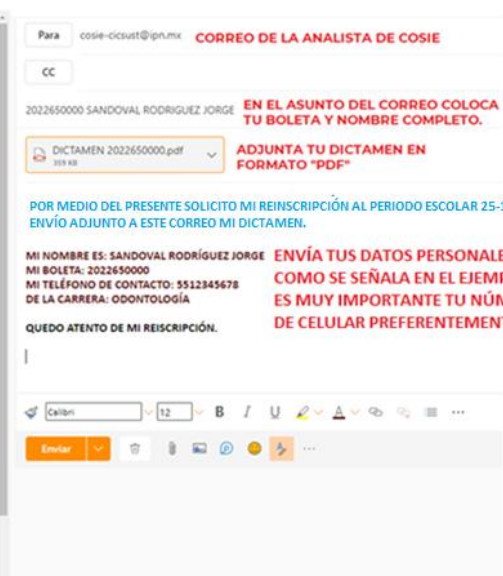 Para cosie-cicsust@ipn.mx CORREO DE LA ANALISTA DE COSIE
CC
2022650000 SANDOVAL RODRIGUEZ JORGE EN EL ASUNTO DEL CORREO COLOCA
TU BOLETA Y NOMBRE COMPLETO.
DICTAMEN 2022650000.pdf ADJUNTA TU DICTAMEN EN
359 KB FORMATO "PDF"
POR MEDIO DEL PRESENTE SOLICITO MI REINSCRIPCIÓN AL PERIODO ESCOLAR 25-1
ENVÍO ADJUNTO A ESTE CORREO MI DICTAMEN.
MI NOMBRE ES: SANDOVAL RODRÍGUEZ JORGE ENVÍA TUS DATOS PERSONALE
MI BOLETA: 2022650000 COMO SE SEÑALA EN EL EJEMP
MI TELÉFONO DE CONTACTO: 5512345678
DE LA CARRERA: ODONTOLOGÍA ES MUY IMPORTANTE TU NÚM
QUEDO ATENTO DE MI REISCRIPCIÓN. DE CELULAR PREFERENTEMENT
Calibri 12 B I U A
Enviar